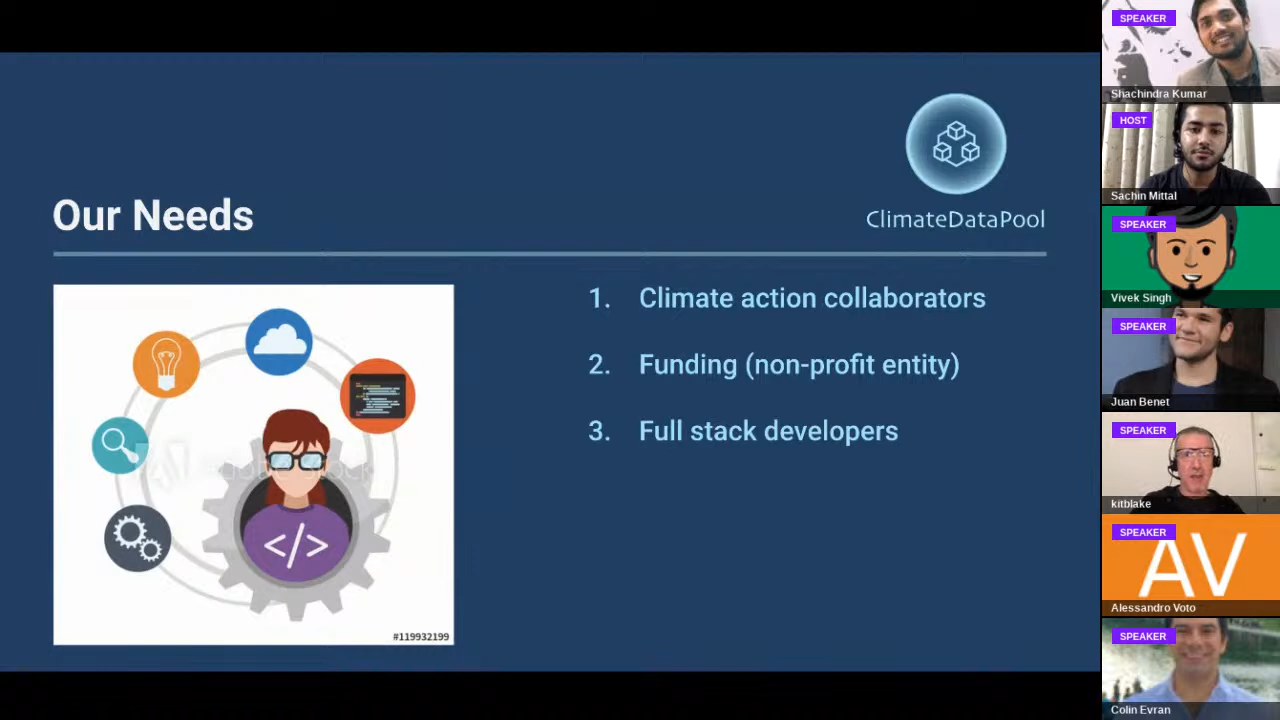 Our Needs
ClimateDataPool
1. Climate action collaborators
2. Funding (non-profit entity)
3. Full stack developers
</>
Adobe Stock
#119932199
SPEAKER
Shachindra Kumar
HOST
Sachin Mittal
SPEAKER
Vivek Singh
SPEAKER
Juan Benet
SPEAKER
kitblake
SPEAKER
AV
Alessandro Voto
SPEAKER
Colin Evran